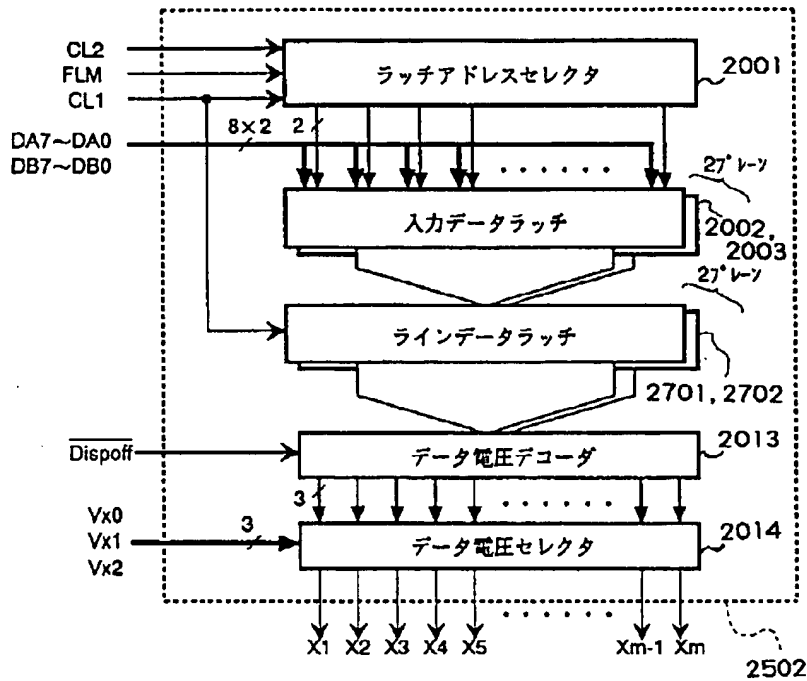 CL2
FLM
CL1
ラッチアドレスセレクタ
2001
DA7~DA0
DB7~DB0
8×2
2
2プレーン
入力データラッチ
2002,
2003
2プレーン
ラインデータラッチ
2701, 2702
Dispoff
データ電圧デコーダ
2013
3
Vx0
Vx1
Vx2
3
データ電圧セレクタ
2014
X1 X2 X3 X4 X5 Xm-1 Xm
2502